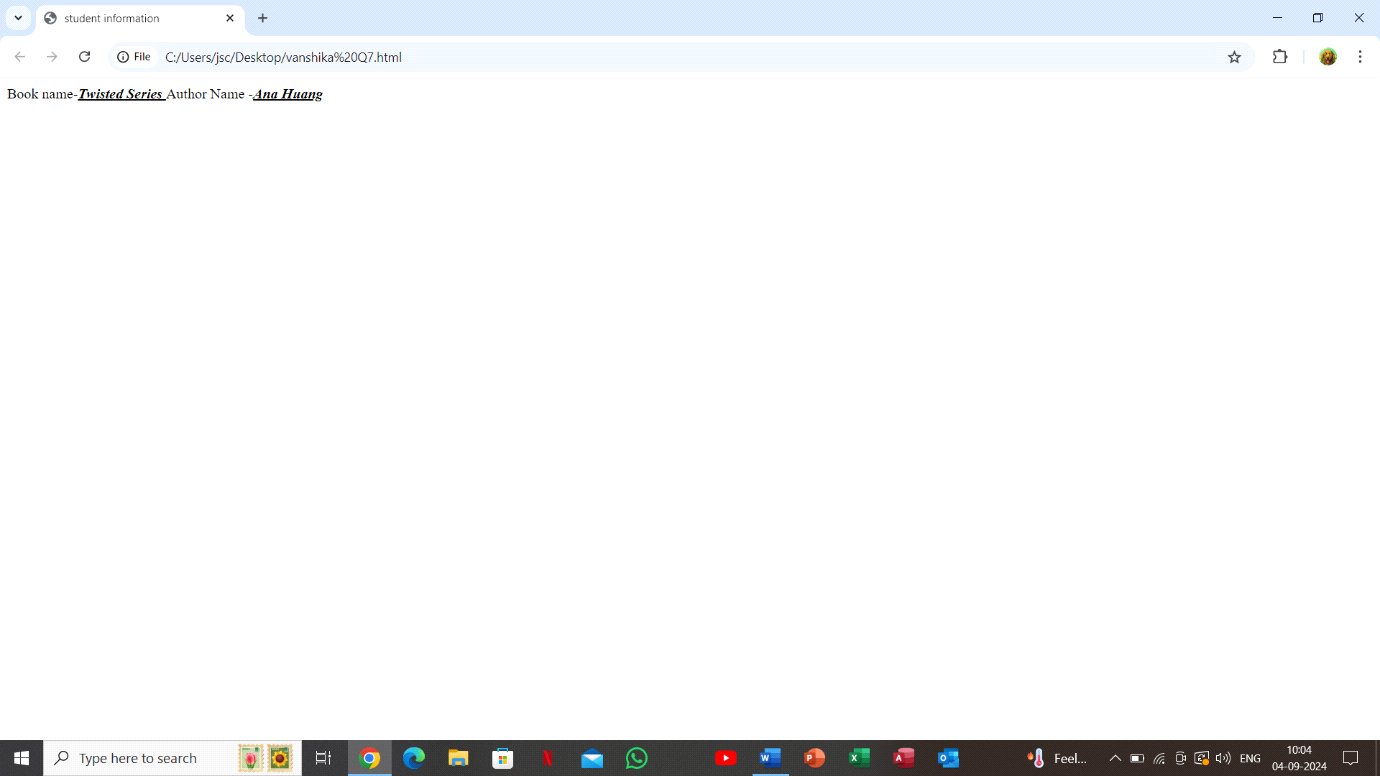 student information
File C:/Users/jsc/Desktop/vanshika%20Q7.html
Book name-Twisted Series Author Name -Ana Huang
Type here to search
Feel...
ENG
10:04
04-09-2024